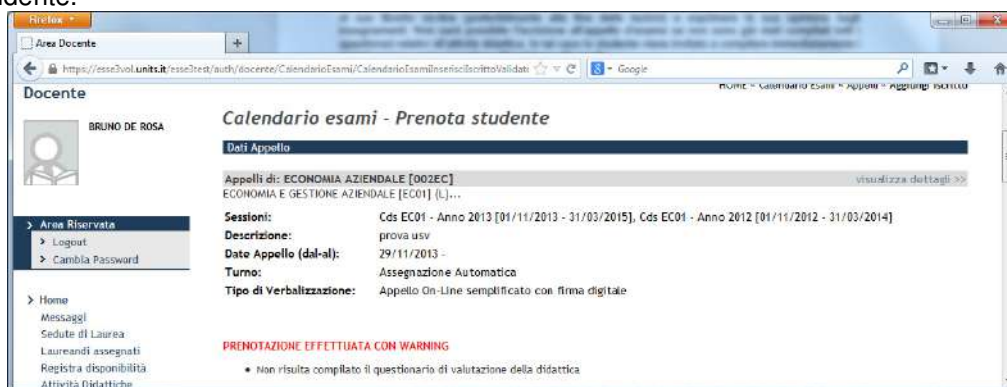 dente.
Firefox
Area Docente
+
https://esse3vol.units.it/esse3test/auth/docente/CalendarioEsami/CalendarioEsamiInserisciIscrittoValidat
Google
Docente
HOME » Calendario Esami » Appelli » Aggiungi Iscritto
BRUNO DE ROSA
Calendario esami - Prenota studente
Dati Appello
Appelli di: ECONOMIA AZIENDALE [002EC]
visualizza dettagli >>
ECONOMIA E GESTIONE AZIENDALE [EC01] (L)...
Sessioni: Cds EC01 - Anno 2013 [01/11/2013 - 31/03/2015], Cds EC01 - Anno 2012 [01/11/2012 - 31/03/2014]
Descrizione: prova usv
Date Appello (dal-al): 29/11/2013 -
Turno: Assegnazione Automatica
Tipo di Verbalizzazione: Appello On-Line semplificato con firma digitale
> Area Riservata
> Logout
> Cambia Password
> Home
Messaggi
Sedute di Laurea
Laureandi assegnati
Registra disponibilità
Attività Didattiche
PRENOTAZIONE EFFETTUATA CON WARNING
• Non risulta compilato il questionario di valutazione della didattica